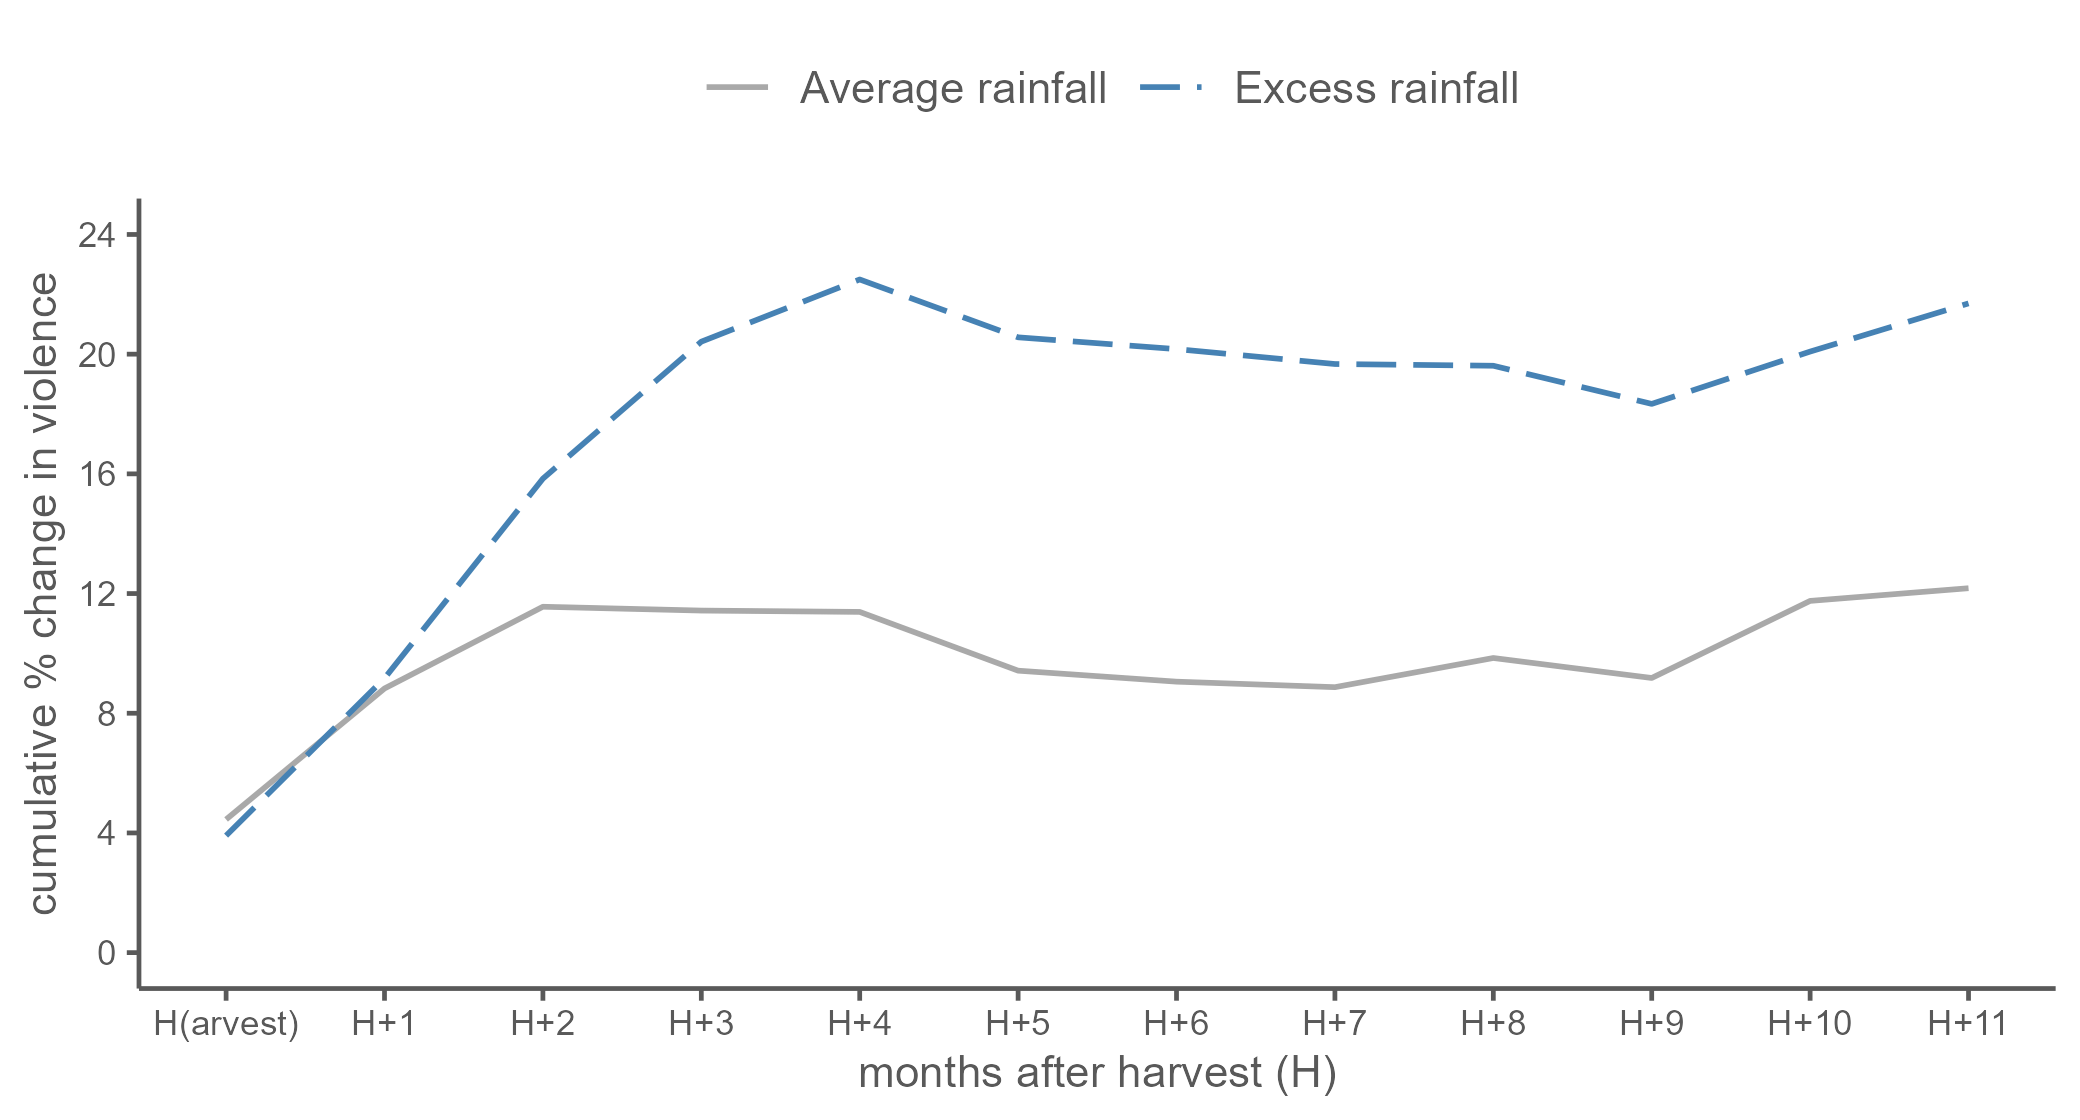 Average rainfall Excess rainfall
cumulative % change in violence
24
20
16
12
8
4
0
H(arvest) H+1 H+2 H+3 H+4 H+5 H+6 H+7 H+8 H+9 H+10 H+11
months after harvest (H)